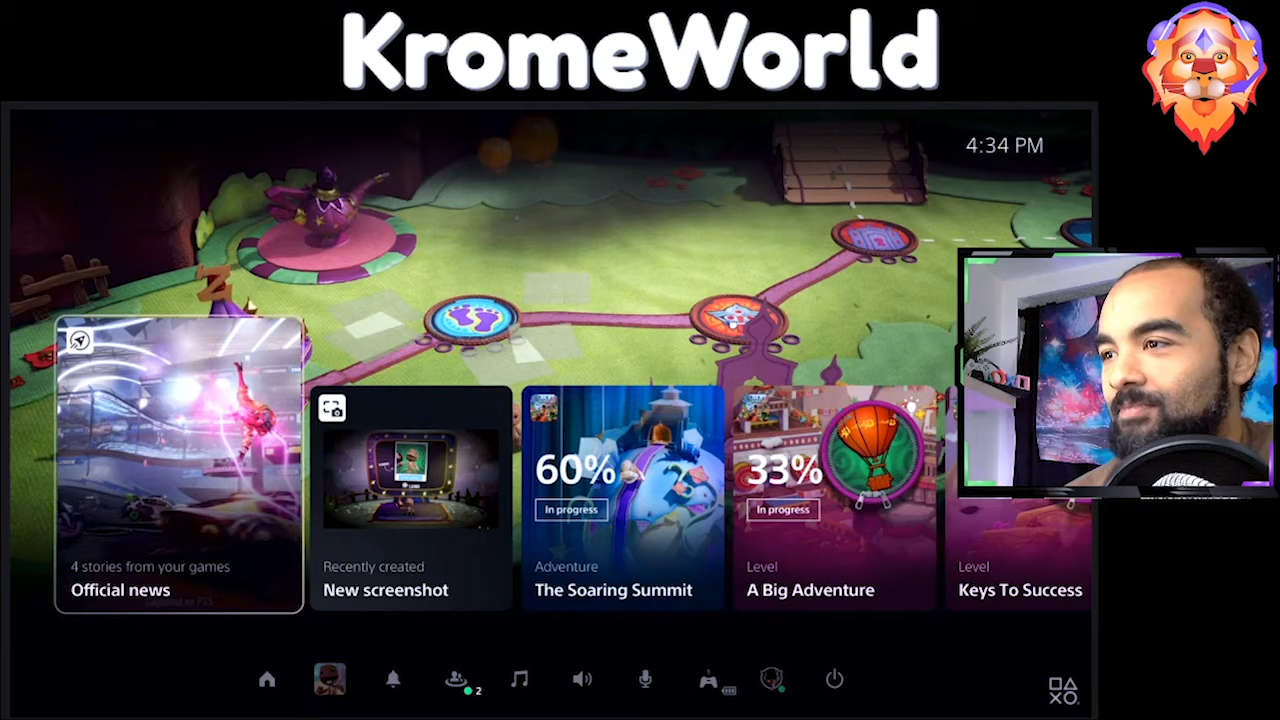 KromeWorld
4:34 PM
4 stories from your games
Official news
Recently created
New screenshot
60%
In progress
Adventure
The Soaring Summit
33%
In progress
Level
A Big Adventure
Level
Keys To Success
2